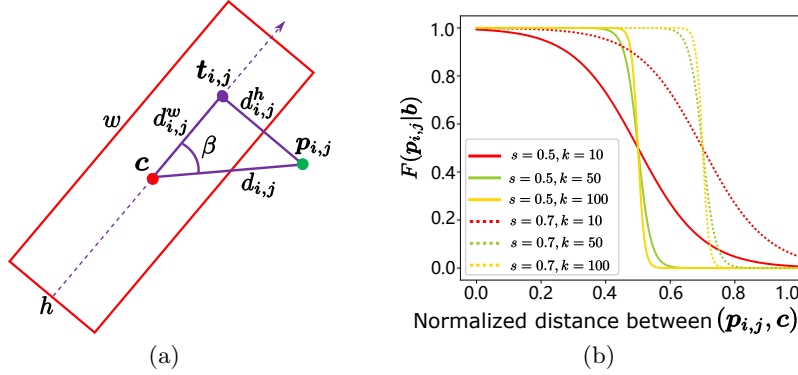 w
h
c
β
t_{i,j}
p_{i,j}
d^w_{i,j}
d^h_{i,j}
d_{i,j}
(a)
F(p_{i,j}|b)
1.0
0.8
0.6
0.4
0.2
0.0
s = 0.5, k = 10
s = 0.5, k = 50
s = 0.5, k = 100
s = 0.7, k = 10
s = 0.7, k = 50
s = 0.7, k = 100
0.0 0.2 0.4 0.6 0.8 1.0
Normalized distance between (p_{i,j}, c)
(b)